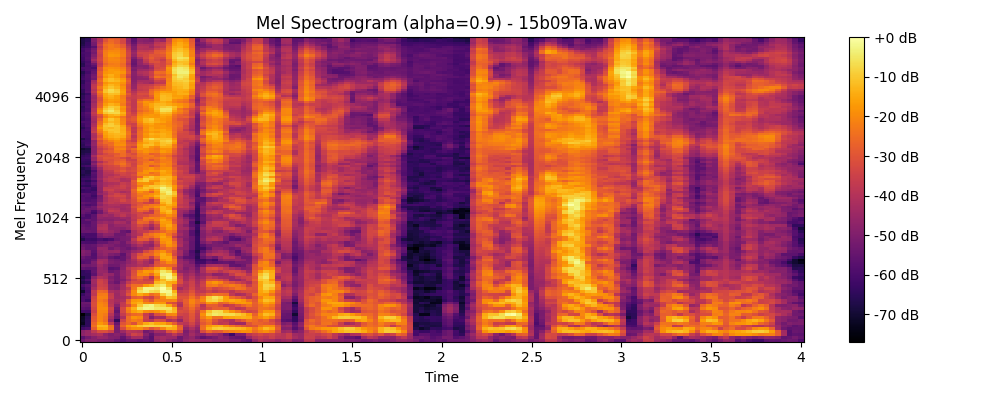 Mel Spectrogram (alpha=0.9) - 15b09Ta.wav
Mel Frequency
4096
2048
1024
512
0
0
0.5
1
1.5
2
2.5
3
3.5
4
Time
+0 dB
-10 dB
-20 dB
-30 dB
-40 dB
-50 dB
-60 dB
-70 dB